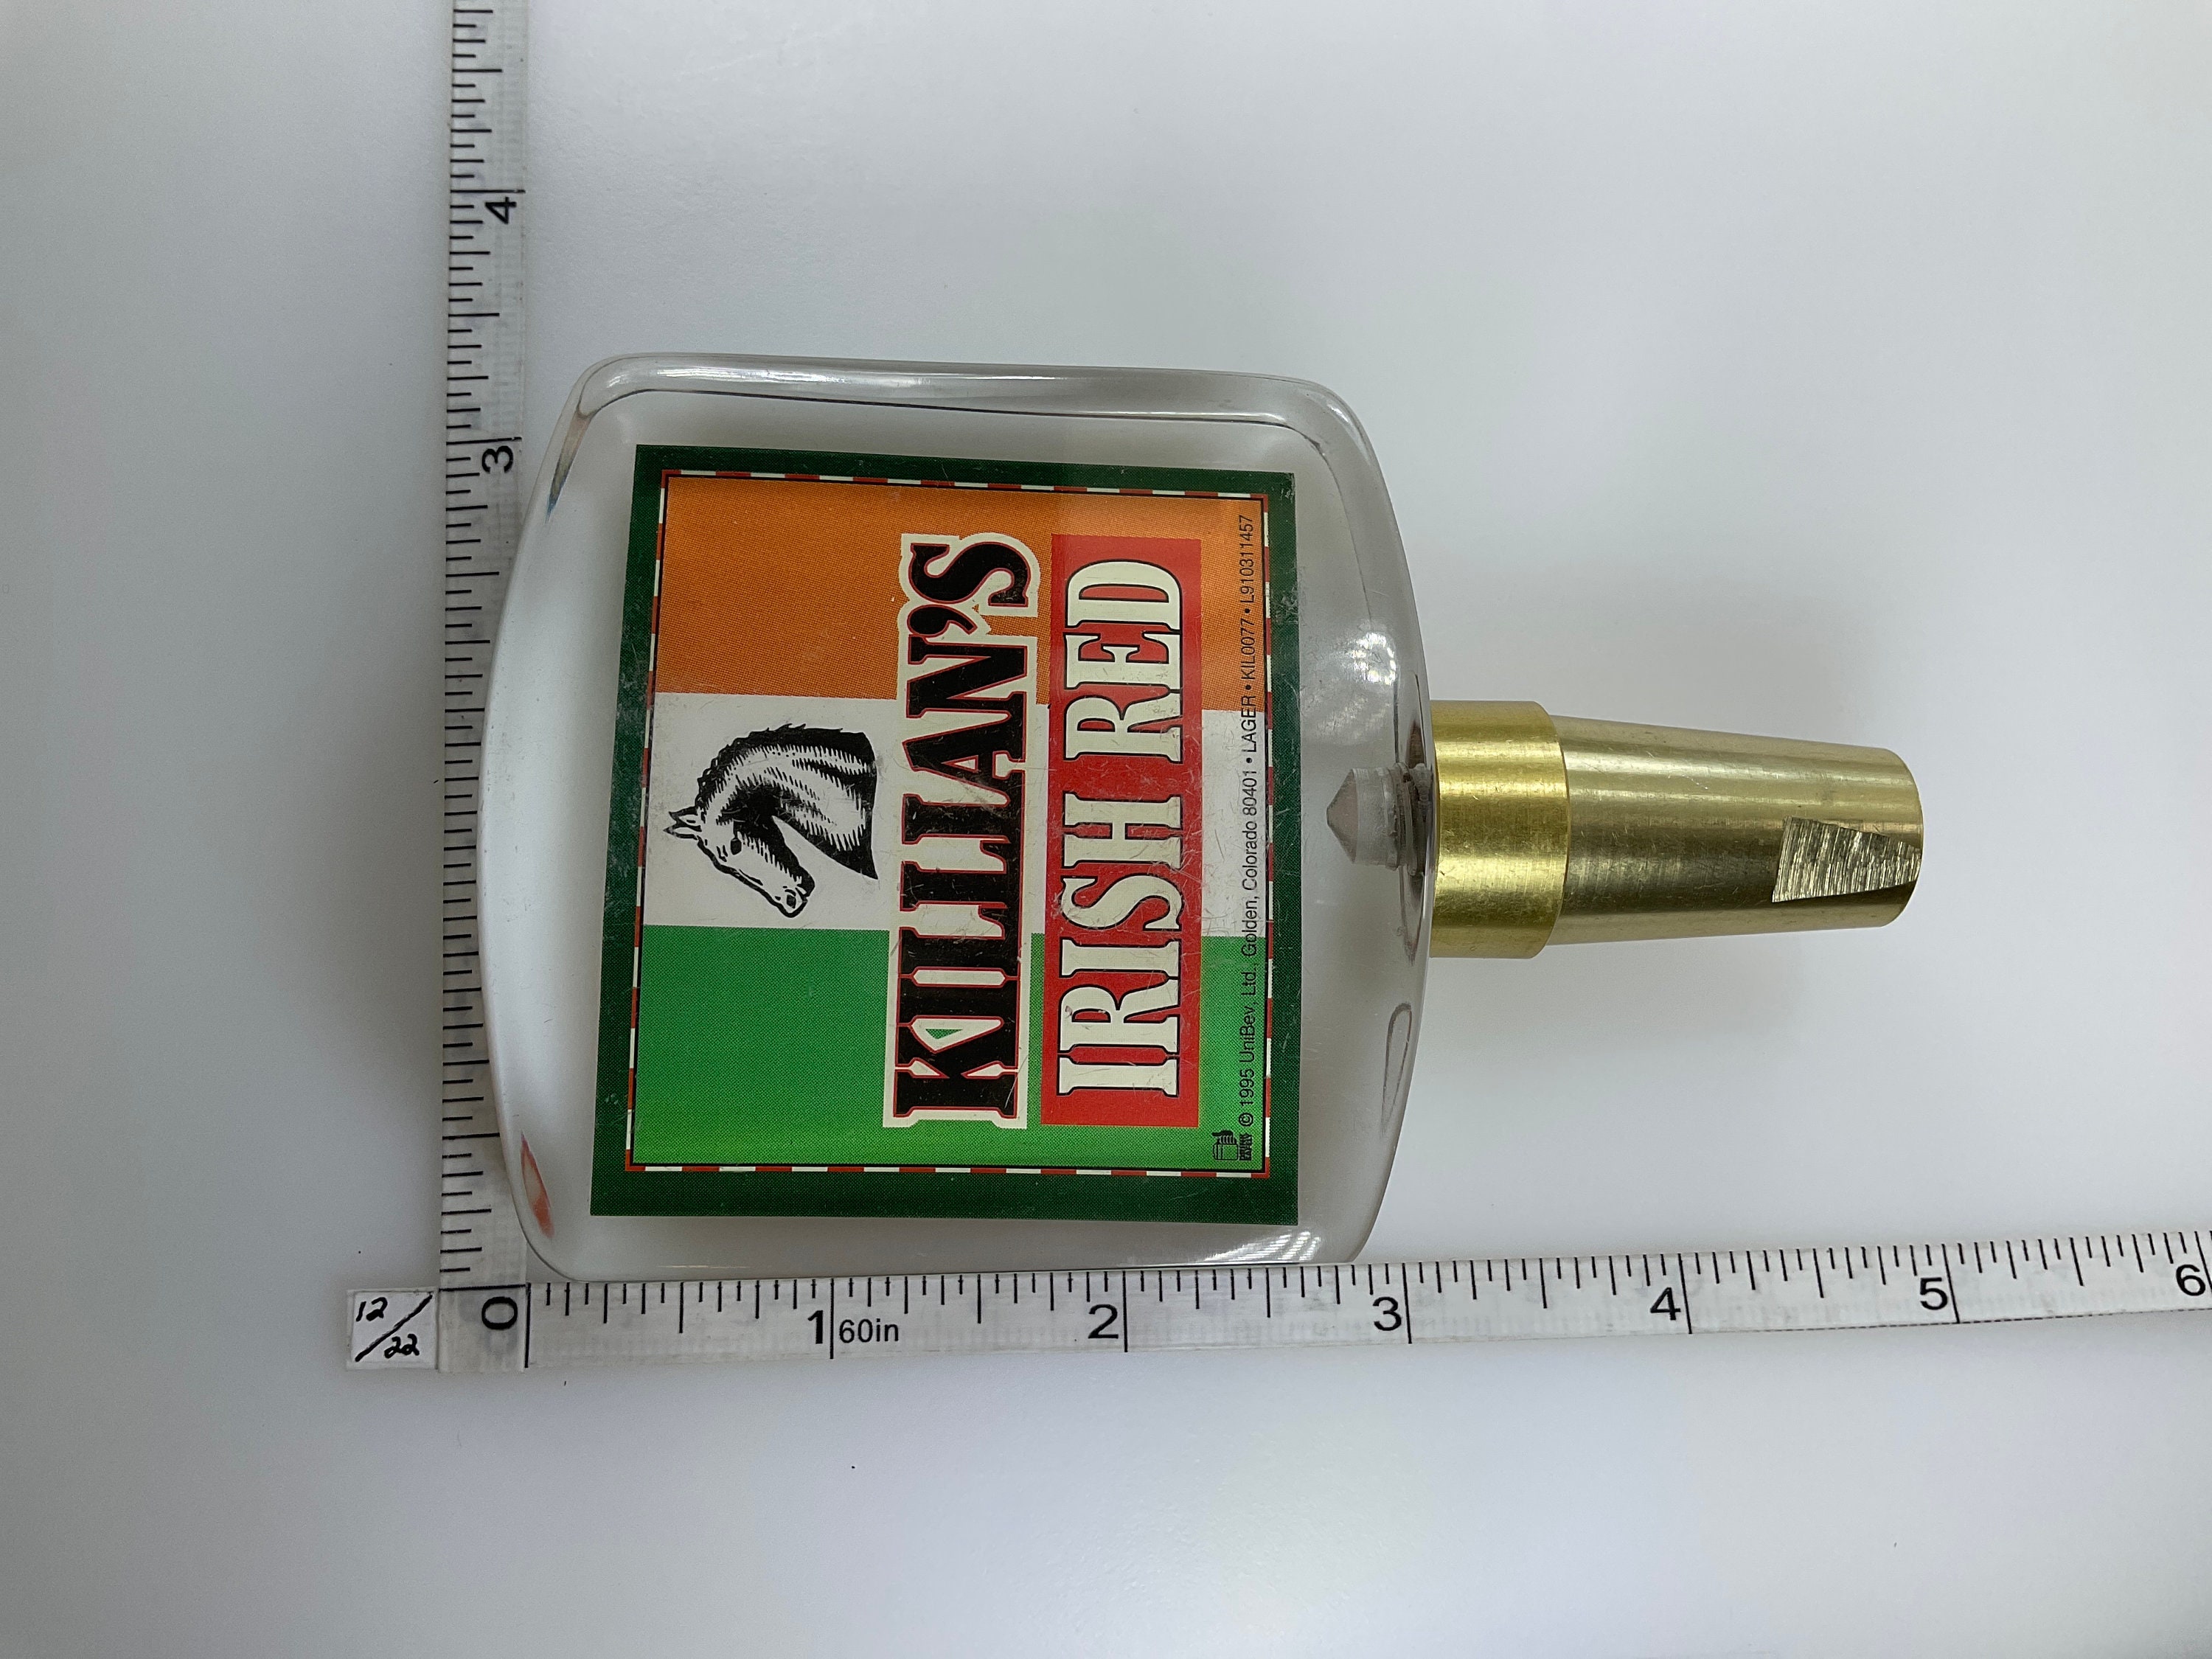 KILLIAN'S
IRISH RED
© 1995 UniBev, Ltd., Golden, Colorado 80401 • LAGER • KIL0077 • L910311457
12/22
0
1
60in
2
3
4
5
6
3
4